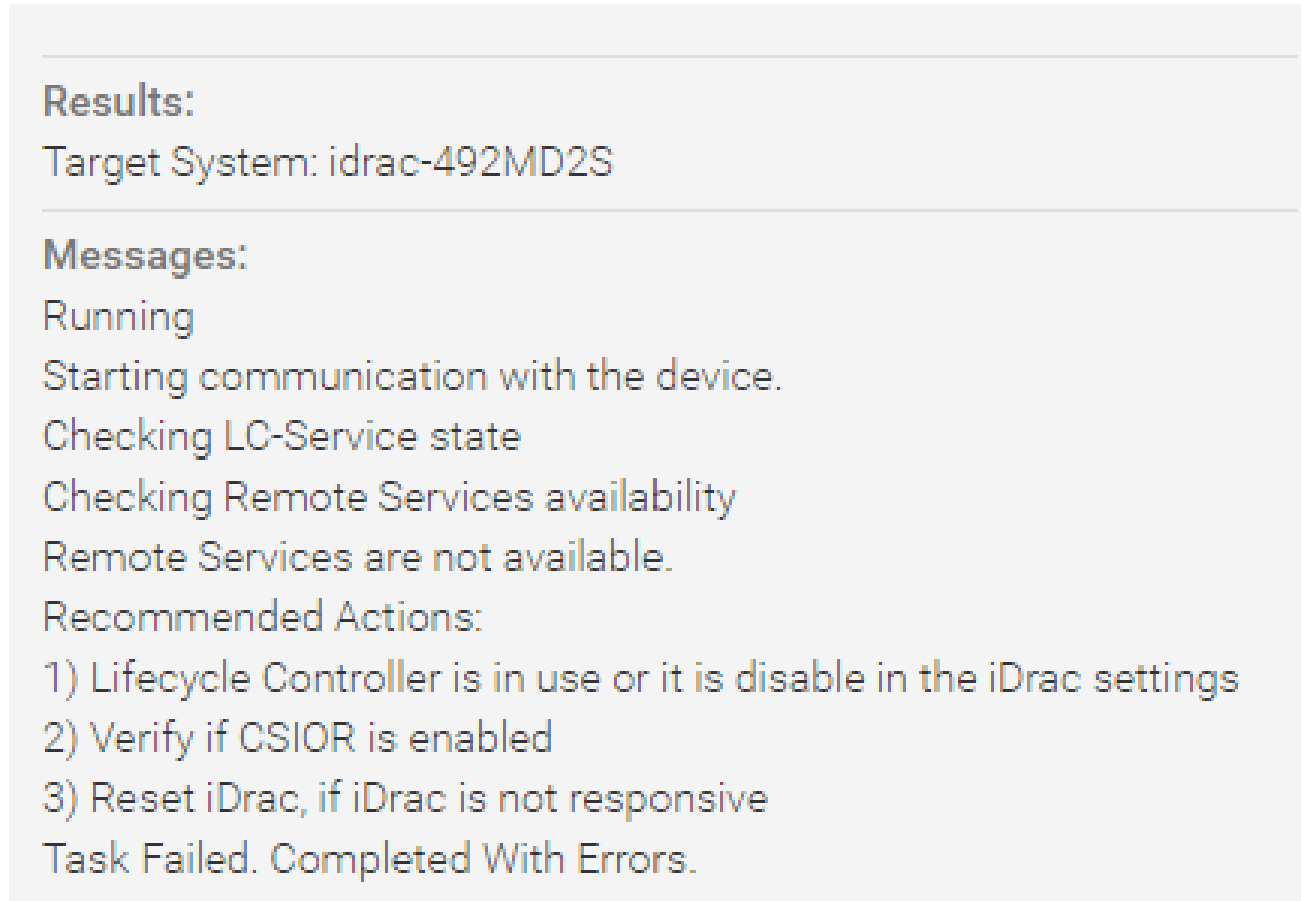 Results:
Target System: idrac-492MD2S
Messages:
Running
Starting communication with the device.
Checking LC-Service state
Checking Remote Services availability
Remote Services are not available.
Recommended Actions:
1) Lifecycle Controller is in use or it is disable in the iDrac settings
2) Verify if CSIOR is enabled
3) Reset iDrac, if iDrac is not responsive
Task Failed. Completed With Errors.